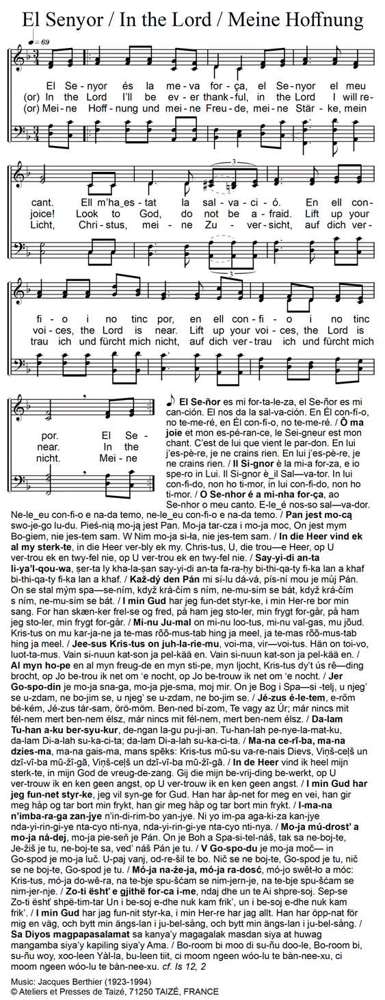 El Senyor / In the Lord / Meine Hoffnung
= 69
El Se-nyor és la me-va for-ça, el Se-nyor el meu
(or) In the Lord I'll be ev-er thank-ful, in the Lord I will re-
(or) Mei-ne Hoff-nung und mei-ne Freu-de, mei-ne Stär-ke, mein
3
cant. Ell m'ha_es-tat la sal-va-ci-ó. En ell con-
joice! Look to God, do not be a-fraid. Lift up your
Licht, Chri-stus, mei-ne Zu-ver-sicht, auf dich ver-
3
fi-o i no tinc por, en ell con-fi-o i no tinc
voi-ces, the Lord is near. Lift up your voi-ces, the Lord is
trau ich und fürcht mich nicht, auf dich ver-trau ich und fürcht mich
por. El Se-
near. In the
nicht. Mei-ne
El Se-ñor es mi for-ta-le-za, el Se-ñor es mi
can-ción. El nos da la sal-va-ción. En Él con-fí-o,
no te-me-ré, en Él con-fí-o, no te-me-ré. / Ô ma
joie et mon es-pé-ran-ce, le Sei-gneur est mon
chant. C'est de lui que vient le par-don. En lui
j'es-pè-re, je ne crains rien. En lui j'es-pè-re, je
ne crains rien. / Il Si-gnor è la mi-a for-za, e io
spe-ro in Lui. Il Si-gnor è_il Sal—va-tor. In lui
con-fi-do, non ho ti-mor, in lui con-fi-do, non ho
ti-mor. / O Se-nhor é a mi-nha for-ça, ao
Se-nhor o meu canto. E-le_é nos-so sal—va-dor.
Ne-le_eu con-fi-o e na-da temo, ne-le_eu con-fi-o e na-da temo. / Pan jest mo-cą
swo-je-go lu-du. Pieś-nią mo-ją jest Pan. Mo-ja tar-cza i mo-ja moc, On jest mym
Bo-giem, nie jes-tem sam. W Nim mo-ja si-ła, nie jes-tem sam. / In die Heer vind ek
al my sterk-te, in die Heer ver-bly ek my. Chris-tus, U, die trou—e Heer, op U
ver-trou ek en twy-fel nie, op U ver-trou ek en twy-fel nie. / Say-yi-di an-ta
li-ya'l-qou-wa, ṣer-ta ly kha-la-ṣan say-yi-di an-ta fa-ra-ḥy bi-thi-qa-ty fi-ka lan a khaf
bi-thi-qa-ty fi-ka lan a khaf. / Kaž-dý den Pán mi sí-lu dá-vá, pís-ní mou je můj Pán.
On se stal mým spa—se-ním, když krá-čím s ním, ne-mu-sím se bát, když krá-čím
s ním, ne-mu-sím se bát. / I min Gud har jeg fun-det styr-ke, i min Her-re bor min
sang. For han skæn-ker frel-se og fred, på ham jeg sto-ler, min frygt for-går, på ham
jeg sto-ler, min frygt for-går. / Mi-nu Ju-mal on mi-nu loo-tus, mi-nu val-gas, mu jõud.
Kris-tus on mu kar-ja-ne ja te-mas rõõ-mus-tab hing ja meel, ja te-mas rõõ-mus-tab
hing ja meel. / Jee-sus Kris-tus on juh-la-rie-mu, voi-ma, vir—voi-tus. Hän on toi-vo,
luot-ta-mus. Vain si-nuun kat-son ja pel-kää en. Vain si-nuun kat-son ja pel-kää en. /
Al myn ho-pe en al myn freug-de en myn stipe, myn ljocht, Kris-tus dy't ús rê—ding
brocht, op Jo be-trou ik net om 'e nocht, op Jo be-trouw ik net om 'e nocht. / Jer
Go-spo-din je mo-ja sna-ga, mo-ja pje-sma, moj mir. On je Bog i Spa—si -telj, u njeg'
se u-zdam, ne bo-jim se, u njeg' se u-zdam, ne bo-jim se. / Jé-zus é-le-tem, e-rőm
bé-kém, Jé-zus tár-sam, örö-möm. Ben-ned bí-zom, Te vagy az Úr; már nincs mit
fél-nem mert ben-nem élsz, már nincs mit fél-nem, mert ben-nem élsz. / Da-lam
Tu-han a-ku ber-syu-kur, de-ngan la-gu pu-ji-an. Tu-han-lah pe-nye-la-mat-ku,
da-lam Di-a-lah su-ka-ci-ta; da-lam Di-a-lah su-ka-ci-ta. / Ma-na ce-rī-ba, ma-na
dzies-ma, ma-na gais-ma, mans spēks: Kris-tus mū-su va-re-nais Dievs, Viņš-ceļš un
dzī-vī-ba mū-žī-gā, Viņš-ceļš un dzī-vī-ba mū-žī-gā. / In de Heer vind ik heel mijn
sterk-te, in mijn God de vreug-de-zang. Gij die mijn be-vrij-ding be-werkt, op U
ver-trouw ik en ken geen angst, op U ver-trouw ik en ken geen angst. / I min Gud har
jeg fun-net styr-ke, jeg vil syn-ge for Gud. Han har åp-net for meg en vei, han gir
meg håp og tar bort min frykt, han gir meg håp og tar bort min frykt. / I-ma-na
n'imba-ra-ga zan-jye n'in-di-rim-bo yan-jye. Ni yo im-pa aga-ki-za kan-jye
nda-yi-rin-gi-ye nta-cyo nti-nya, nda-yi-rin-gi-ye nta-cyo nti-nya. / Mo-ja mú-drosť a
mo-ja ná-dej, mo-ja pie-seň je Pán. On je Boh a Spa-si-tel-náš, tak sa ne-boj-te,
Je-žiš je tu, ne-boj-te sa, veď náš Pán je tu. / V Go-spo-du je mo-ja moč— in
Go-spod je mo-ja luč. U-paj vanj, od-re-šil te bo. Nič se ne boj-te, Go-spod je tu, nič
se ne boj-te, Go-spod je tu. / Mó-ja na-źe-ja, mó-ja ra-dosć, mó-jo swět-ło a móc:
Kris-tus, mó-ja do-wě-ra, na te-bje spu-šćam se nim-jern-je, na te-bje spu-šćam se
nim-jer-nje. / Zo-ti ësht' e gjithë for-ca i-me, ndaj dhe un te Ai shpre-soj. Sep-se
Zo-ti ësht' shpë-tim-tar Un i be-soj e-dhe nuk kam frik', un i be-soj e-dhe nuk kam
frik'. / I min Gud har jag fun-nit styr-ka, i min Her-re har jag allt. Han har öpp-nat för
mig en väg, och bytt min ängs-lan i ju-bel-sång, och bytt min ängs-lan i ju-bel-sång. /
Sa Diyos magpapasalamat sa kanya'y magagalak masdan siya at huwag
mangamba siya'y kapiling siya'y Ama. / Bo-room bi moo di su-ñu doo-le, Bo-room bi,
su-ñu woy, xoo-leen Yàl-la, bu-leen tiit, ci moom ngeen wóo-lu te bàn-nee-xu, ci
moom ngeen wóo-lu te bàn-nee-xu. cf. Is 12, 2
Music: Jacques Berthier (1923-1994)
© Ateliers et Presses de Taizé, 71250 TAIZÉ, FRANCE